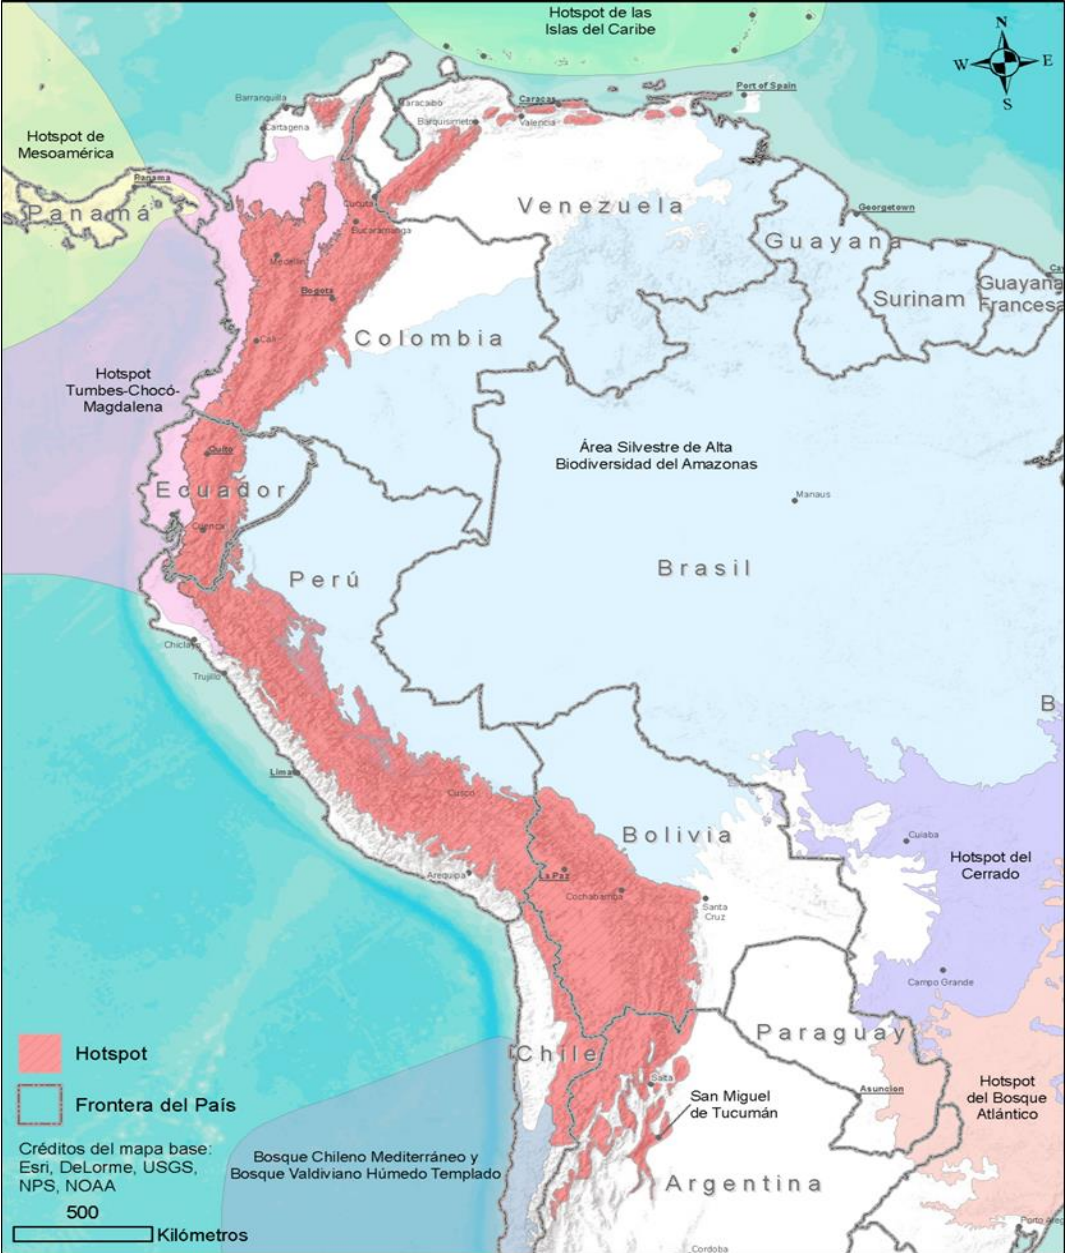 Hotspot de las
Islas del Caribe
N
W
E
S
Port of Spain
Barranquilla
Maracaibo
Caracas
Cartagena
Barquisimeto
Valencia
Hotspot de
Mesoamérica
Panama
Panamá
Cucuta
Venezuela
Georgetown
Bucaramanga
Guayana
Medellin
Bogota
Surinam
Guayana
Francesa
Cali
Colombia
Hotspot
Tumbes-Chocó-
Magdalena
Quito
Área Silvestre de Alta
Biodiversidad del Amazonas
Ecuador
Manaus
Cuenca
Perú
Brasil
Chiclayo
Trujillo
B
Lima
Cusco
Bolivia
Cuiaba
Hotspot del
Cerrado
Arequipa
La Paz
Cochabamba
Santa
Cruz
Campo Grande
Hotspot
Frontera del País
Chile
Paraguay
Salta
San Miguel
de Tucumán
Asuncion
Hotspot
del Bosque
Atlántico
Créditos del mapa base:
Esri, DeLorme, USGS,
NPS, NOAA
Bosque Chileno Mediterráneo y
Bosque Valdiviano Húmedo Templado
Argentina
500
Kilómetros
Porto Aleg
Cordoba